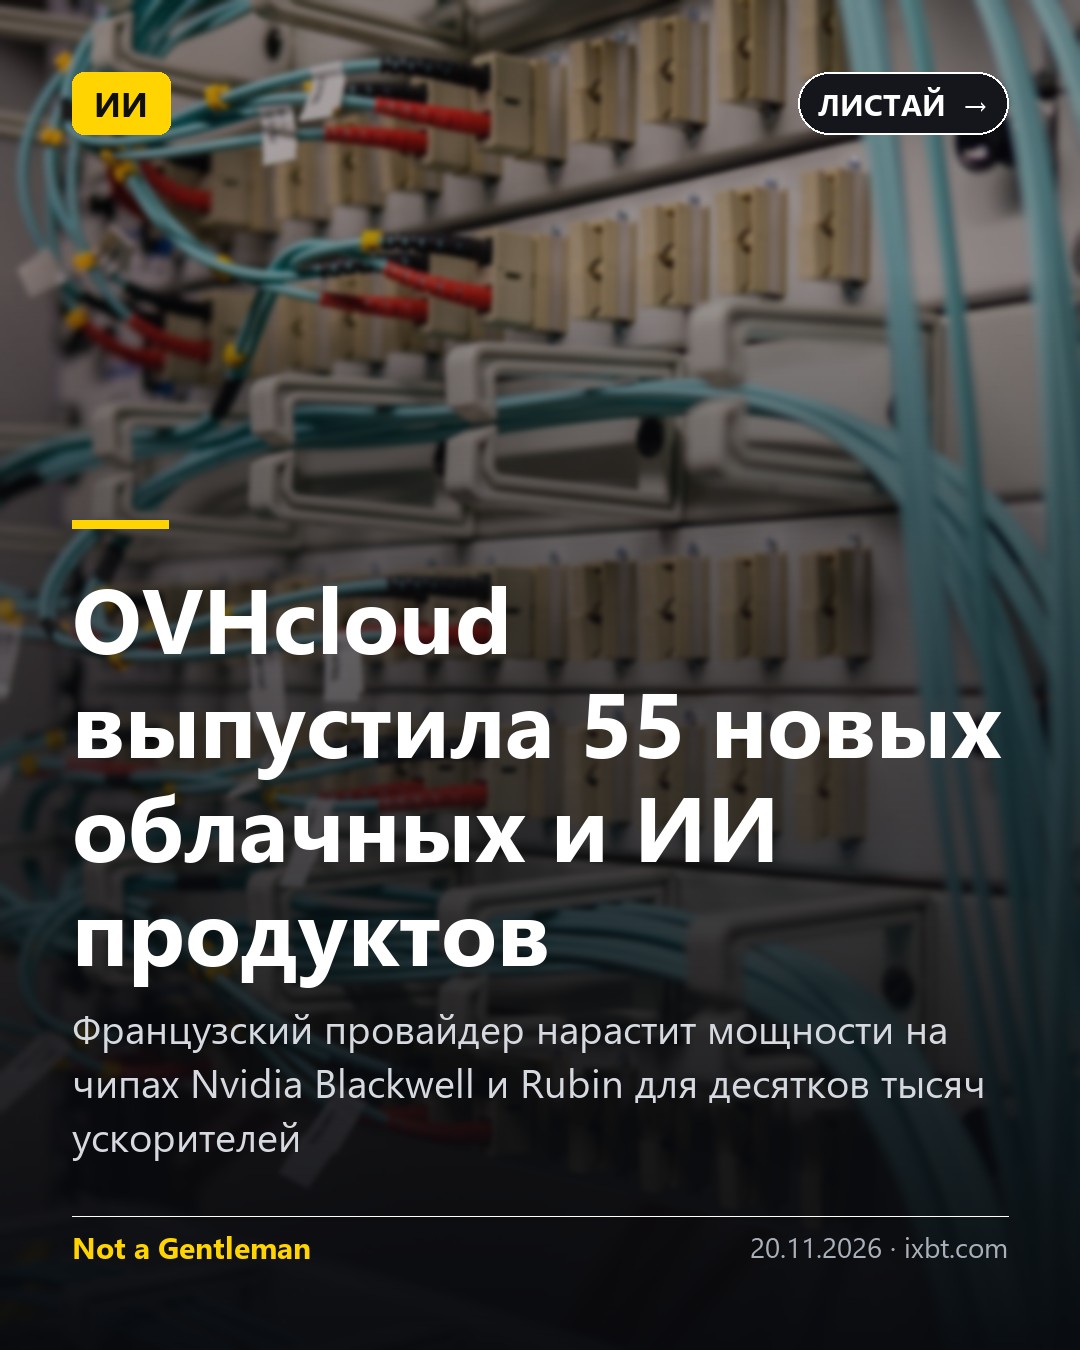 ИИ
ЛИСТАЙ →
OVHcloud
выпустила 55 новых
облачных и ИИ
продуктов
Французский провайдер нарастит мощности на
чипах Nvidia Blackwell и Rubin для десятков тысяч
ускорителей
Not a Gentleman
20.11.2026 · ixbt.com